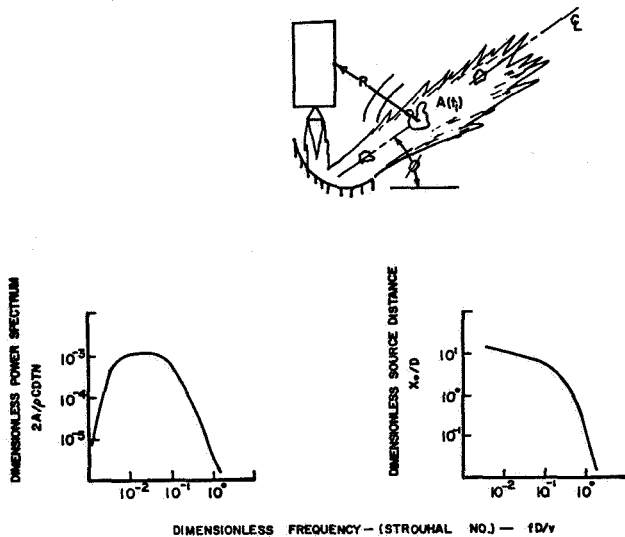 ℄
R
A(t)
φ
DIMENSIONLESS POWER SPECTRUM
2A/ρCDTN
10⁻³
10⁻⁴
10⁻⁵
10⁻² 10⁻¹ 10⁰
DIMENSIONLESS SOURCE DISTANCE
X₀/D
10¹
10⁰
10⁻¹
10⁻² 10⁻¹ 10⁰
DIMENSIONLESS FREQUENCY — (STROUHAL NO.) — fD/v